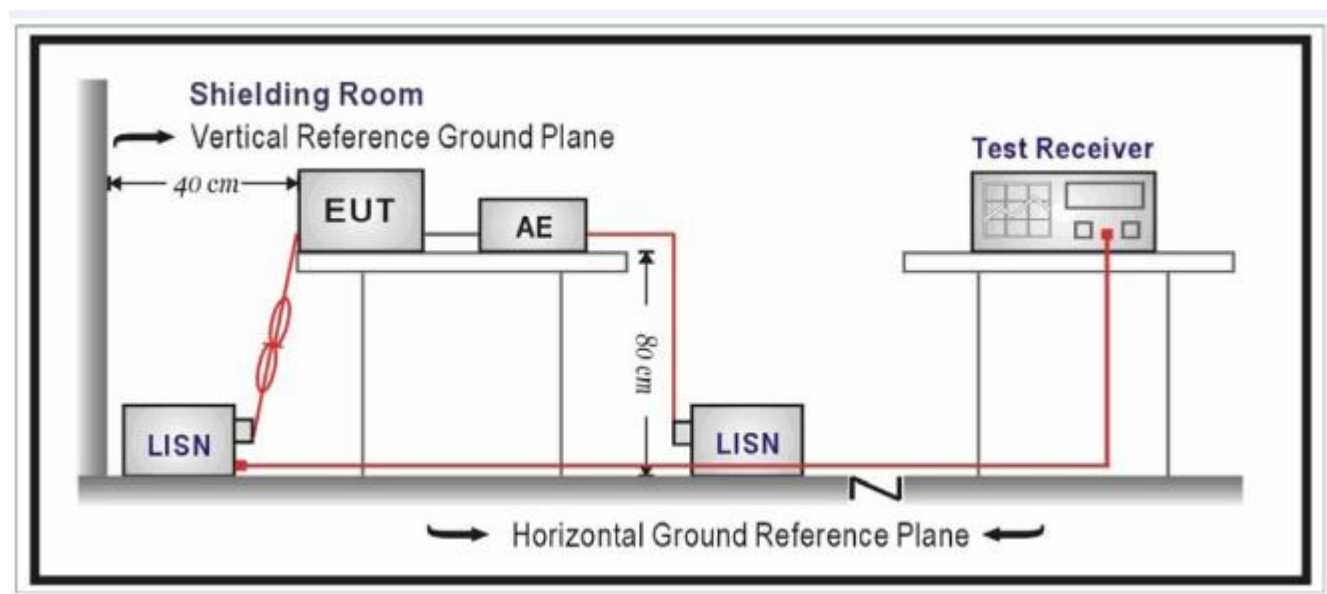 Shielding Room
Vertical Reference Ground Plane
40 cm
EUT
AE
Test Receiver
80 cm
LISN
LISN
Horizontal Ground Reference Plane